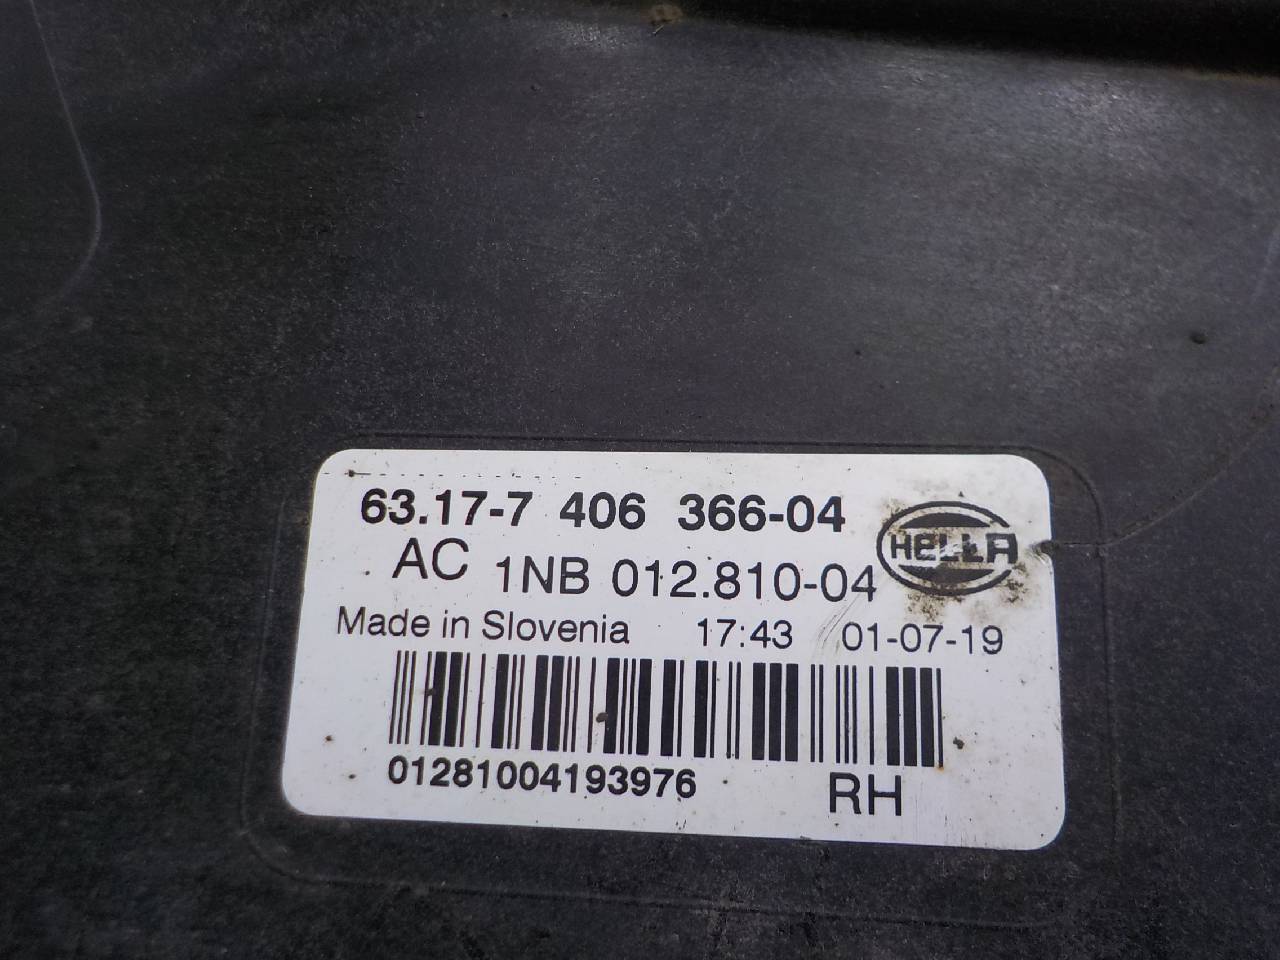 63.17-7 406 366-04
HELLA
AC 1NB 012.810-04
Made in Slovenia 17:43 01-07-19
01281004193976 RH